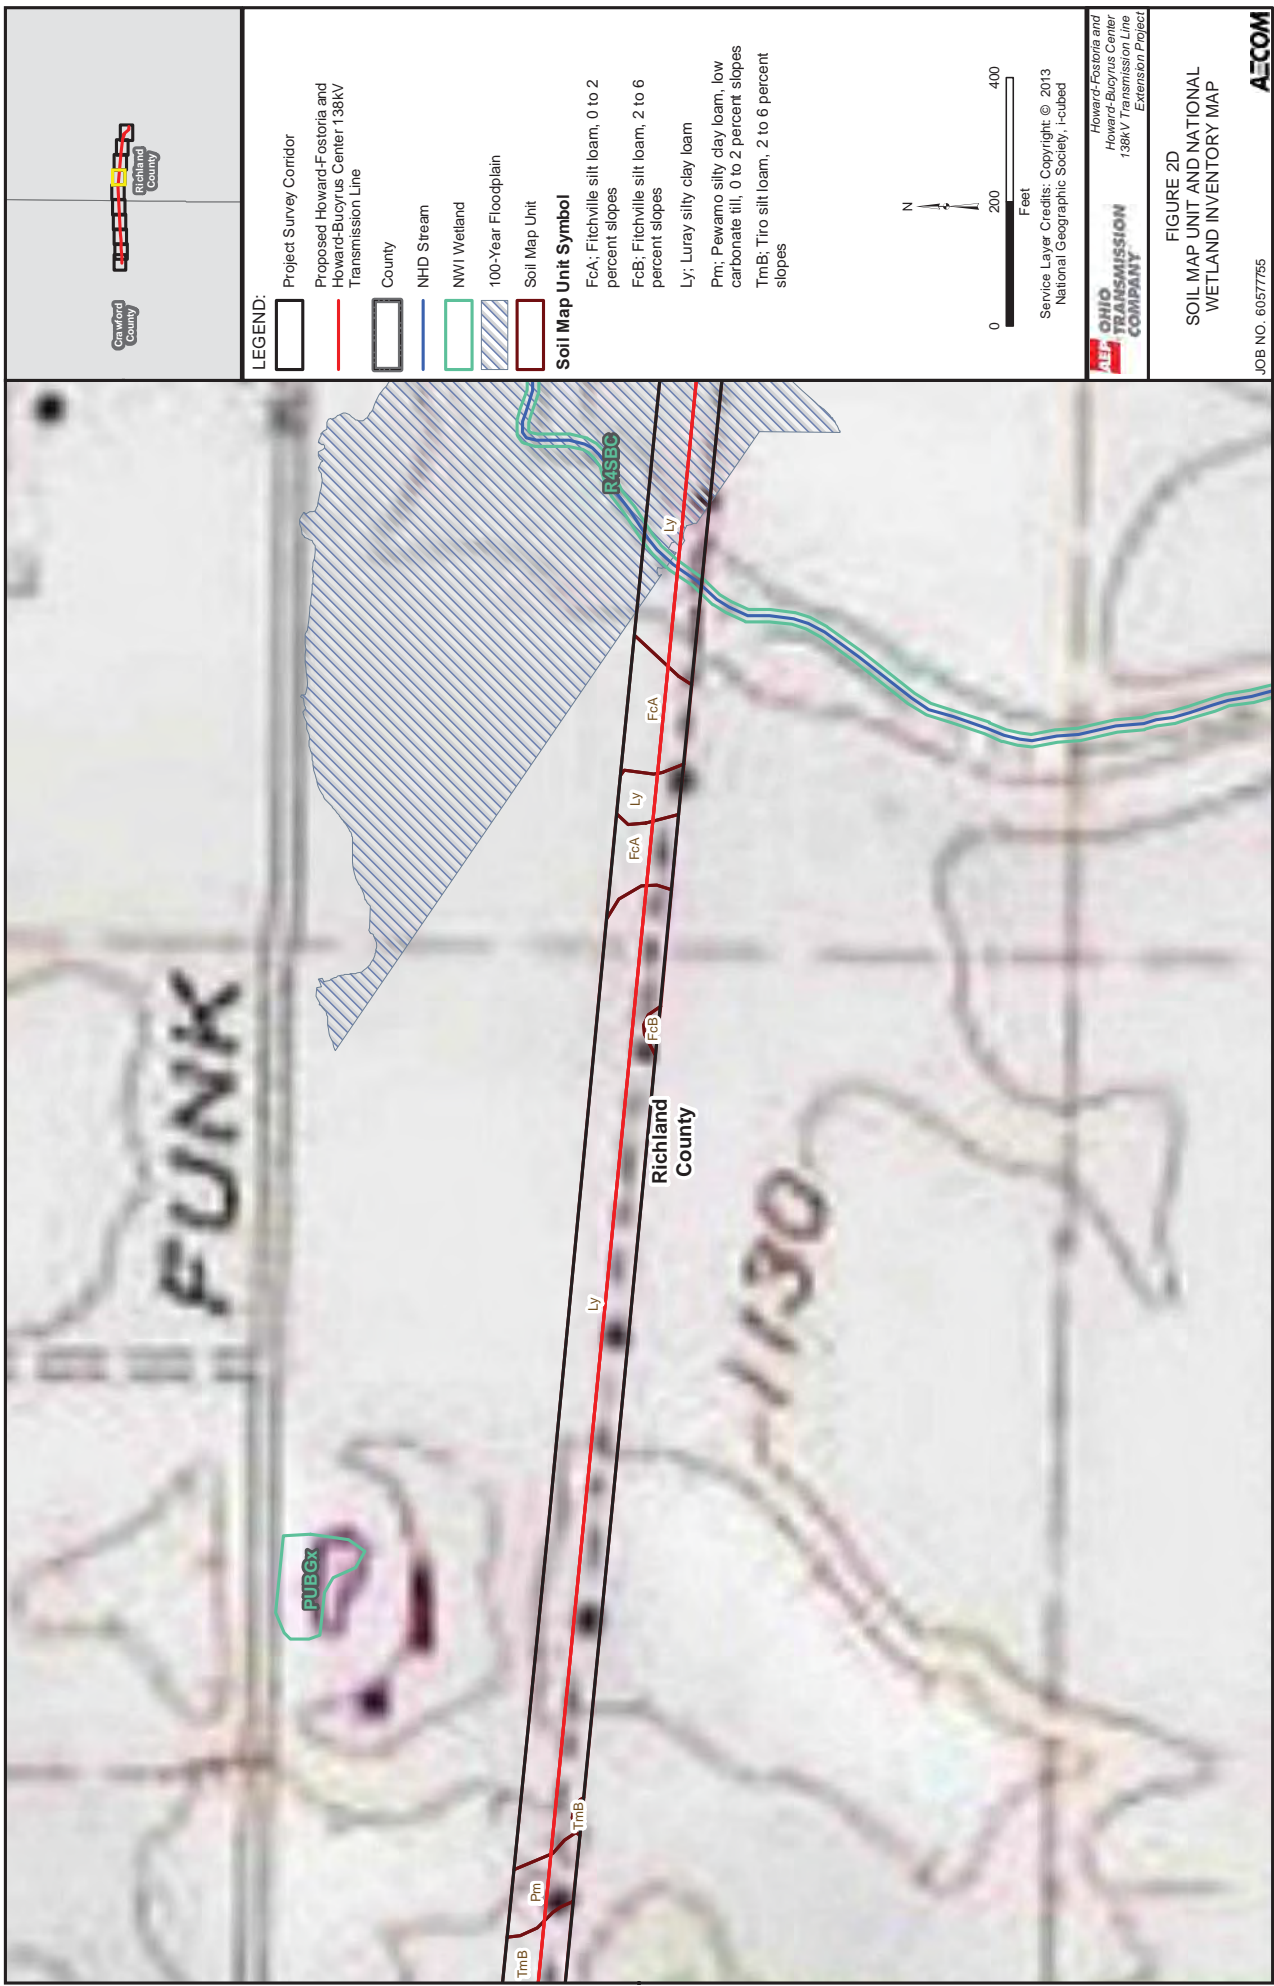 Crawford
County
Richland
County
LEGEND:
Project Survey Corridor
Proposed Howard-Fostoria and
Howard-Bucyrus Center 138kV
Transmission Line
County
NHD Stream
NWI Wetland
100-Year Floodplain
Soil Map Unit
Soil Map Unit Symbol
FcA; Fitchville silt loam, 0 to 2
percent slopes
FcB; Fitchville silt loam, 2 to 6
percent slopes
Ly; Luray silty clay loam
Pm; Pewamo silty clay loam, low
carbonate till, 0 to 2 percent slopes
TmB; Tiro silt loam, 2 to 6 percent
slopes
N
0 200 400
Feet
Service Layer Credits: Copyright: © 2013
National Geographic Society, i-cubed
AEP OHIO
TRANSMISSION
COMPANY
Howard-Fostoria and
Howard-Bucyrus Center
138kV Transmission Line
Extension Project
FIGURE 2D
SOIL MAP UNIT AND NATIONAL
WETLAND INVENTORY MAP
JOB NO. 60577755
AECOM
FUNK
PUBGx
R4SBC
TmB
Pm
TmB
Ly
FcB
FcA
Ly
FcA
Ly
Richland
County
1130